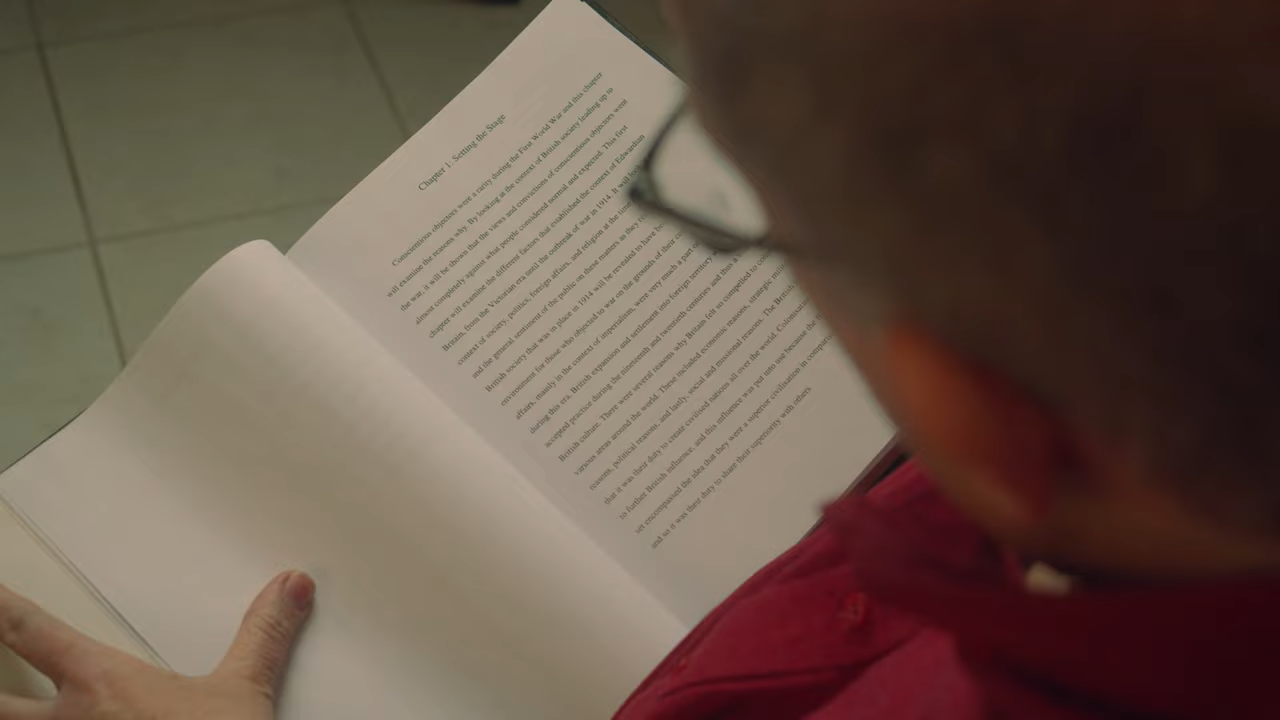 Chapter 1: Setting the Stage
Conscientious objectors were a rarity during the First World War and this chapter
will examine the reasons why. By looking at the context of British society leading up to
the war, it will be shown that the views and convictions of conscientious objectors went
almost completely against what people considered normal and expected. This first
chapter will examine the different factors that established the context of Edwardian
Britain, from the Victorian era until the outbreak of war in 1914. It will
context of society, politics, foreign affairs, and religion at the time
and the general sentiment of the public on these matters as they
British society that was in place in 1914 will be revealed to have
environment for those who objected to war on the grounds of their
affairs, mainly in the context of imperialism, were very much a part
during this era. British expansion and settlement into foreign territory
accepted practice during the nineteenth and twentieth centuries and thus a
British culture. There were several reasons why Britain felt so compelled to
various areas around the world. These included economic reasons, strategic
reasons, political reasons, and lastly, social and missional reasons. The British
that it was their duty to create civilised nations all over the world.
to further British influence, and this influence was put into use because the
set encompassed the idea that they were a superior civilisation in
and so it was their duty to share their superiority with others